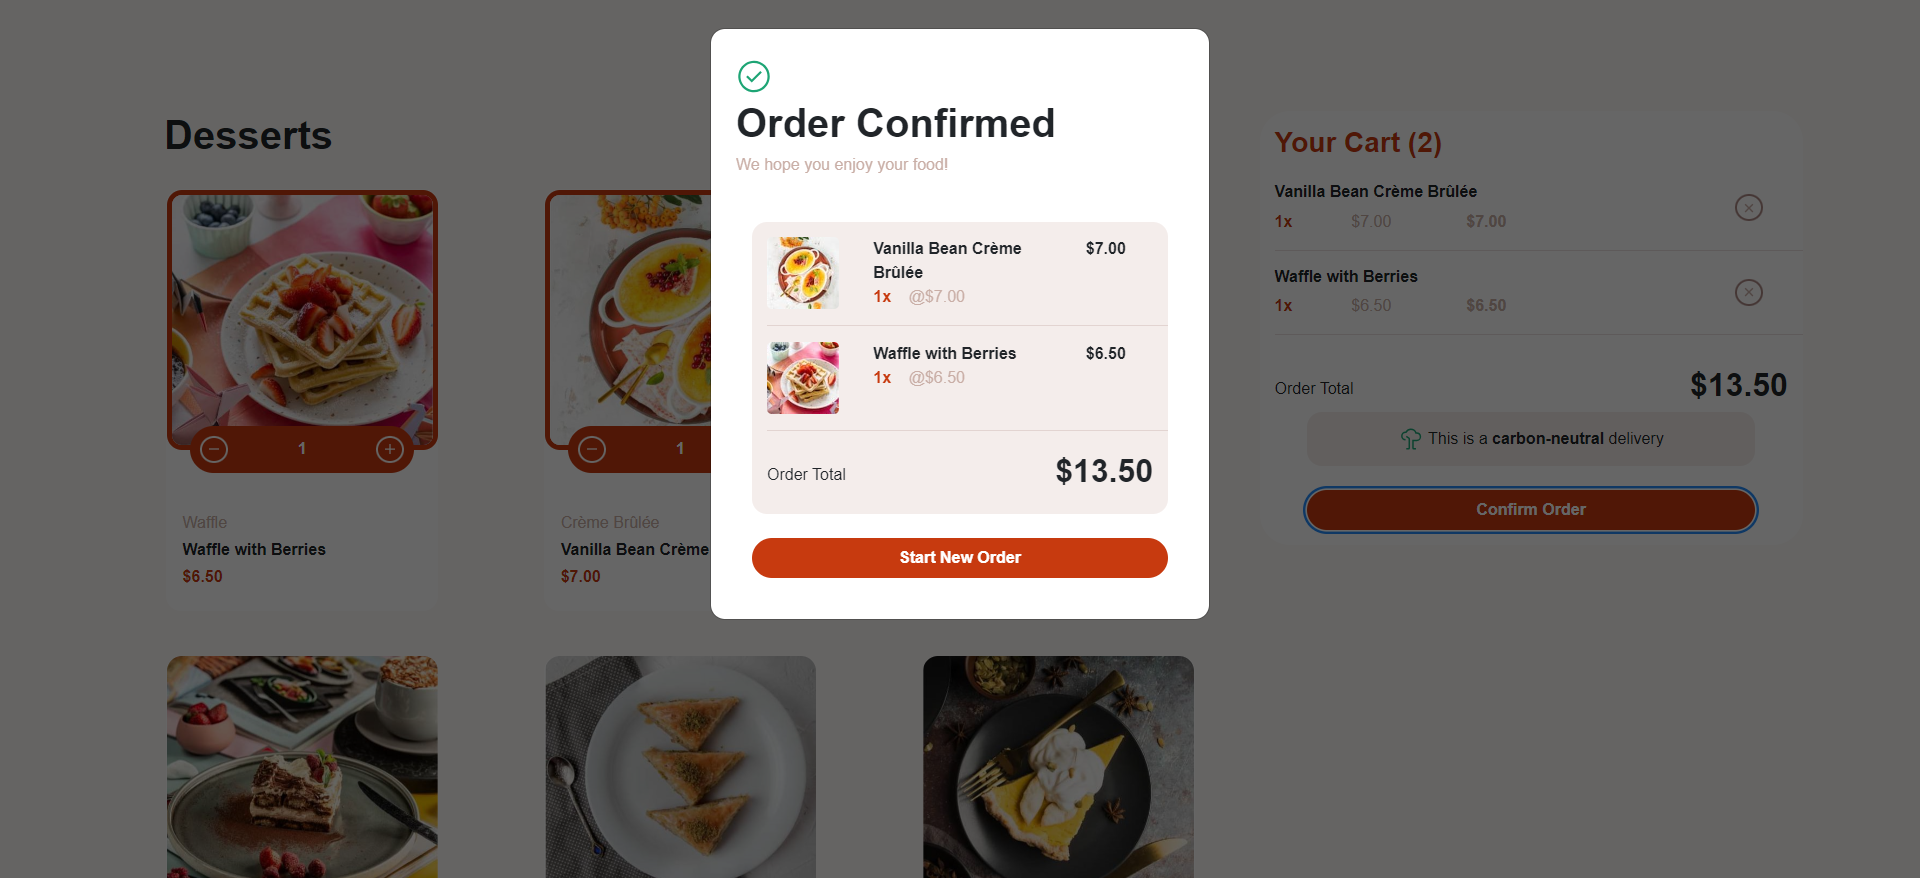 Order Confirmed
We hope you enjoy your food!
Vanilla Bean Crème
Brûlée
$7.00
1x @$7.00
Waffle with Berries
$6.50
1x @$6.50
Order Total
$13.50
Start New Order
Desserts
1
Waffle
Waffle with Berries
$6.50
1
Crème Brûlée
Vanilla Bean Crème
$7.00
Your Cart (2)
Vanilla Bean Crème Brûlée
1x $7.00 $7.00
Waffle with Berries
1x $6.50 $6.50
Order Total
$13.50
This is a carbon-neutral delivery
Confirm Order